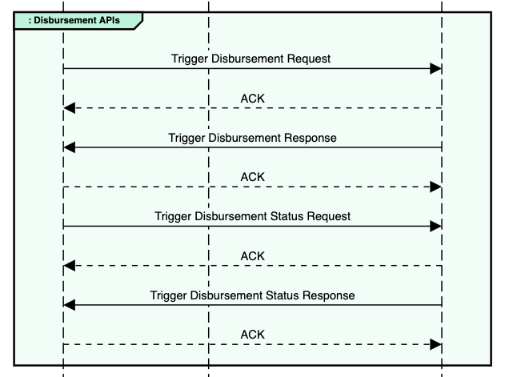 : Disbursement APIs
Trigger Disbursement Request
ACK
Trigger Disbursement Response
ACK
Trigger Disbursement Status Request
ACK
Trigger Disbursement Status Response
ACK